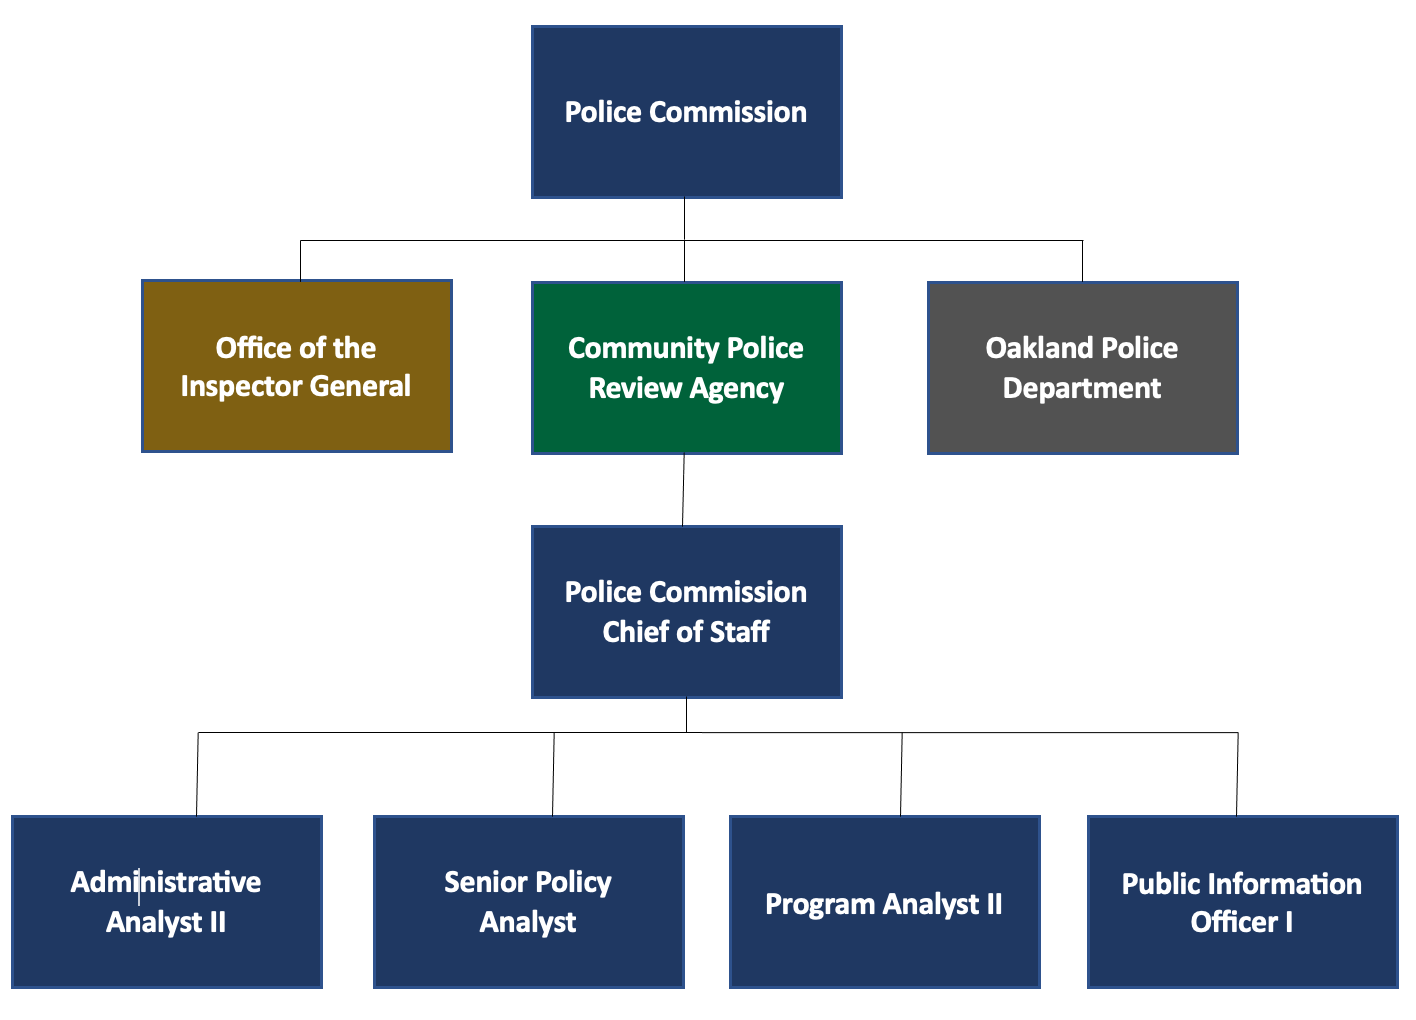 Police Commission
Office of the
Inspector General
Community Police
Review Agency
Oakland Police
Department
Police Commission
Chief of Staff
Administrative
Analyst II
Senior Policy
Analyst
Program Analyst II
Public Information
Officer I